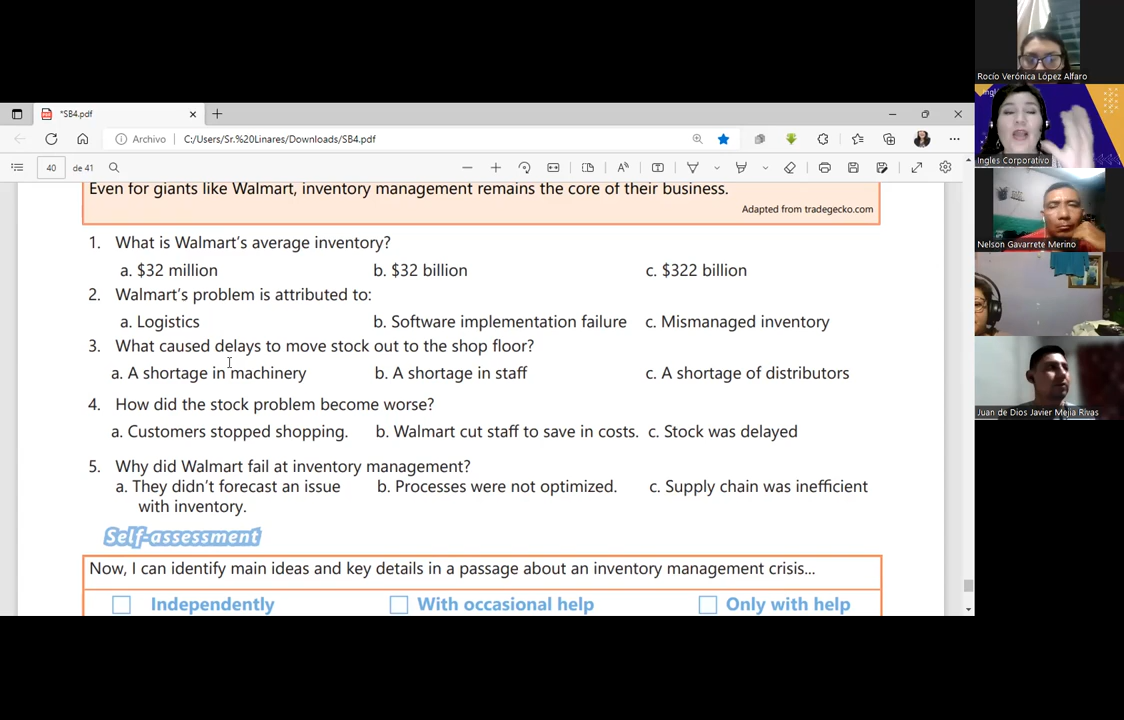 *SB4.pdf
Archivo
C:/Users/Sr.%20Linares/Downloads/SB4.pdf
40
de 41
Even for giants like Walmart, inventory management remains the core of their business.
Adapted from tradegecko.com
1. What is Walmart's average inventory?
a. $32 million b. $32 billion c. $322 billion
2. Walmart's problem is attributed to:
a. Logistics b. Software implementation failure c. Mismanaged inventory
3. What caused delays to move stock out to the shop floor?
a. A shortage in machinery b. A shortage in staff c. A shortage of distributors
4. How did the stock problem become worse?
a. Customers stopped shopping. b. Walmart cut staff to save in costs. c. Stock was delayed
5. Why did Walmart fail at inventory management?
a. They didn't forecast an issue b. Processes were not optimized. c. Supply chain was inefficient
with inventory.
Self-assessment
Now, I can identify main ideas and key details in a passage about an inventory management crisis...
Independently With occasional help Only with help
Rocío Verónica López Alfaro
Ingles Corporativo
Nelson Gavarrete Merino
Juan de Dios Javier Mejia Rivas